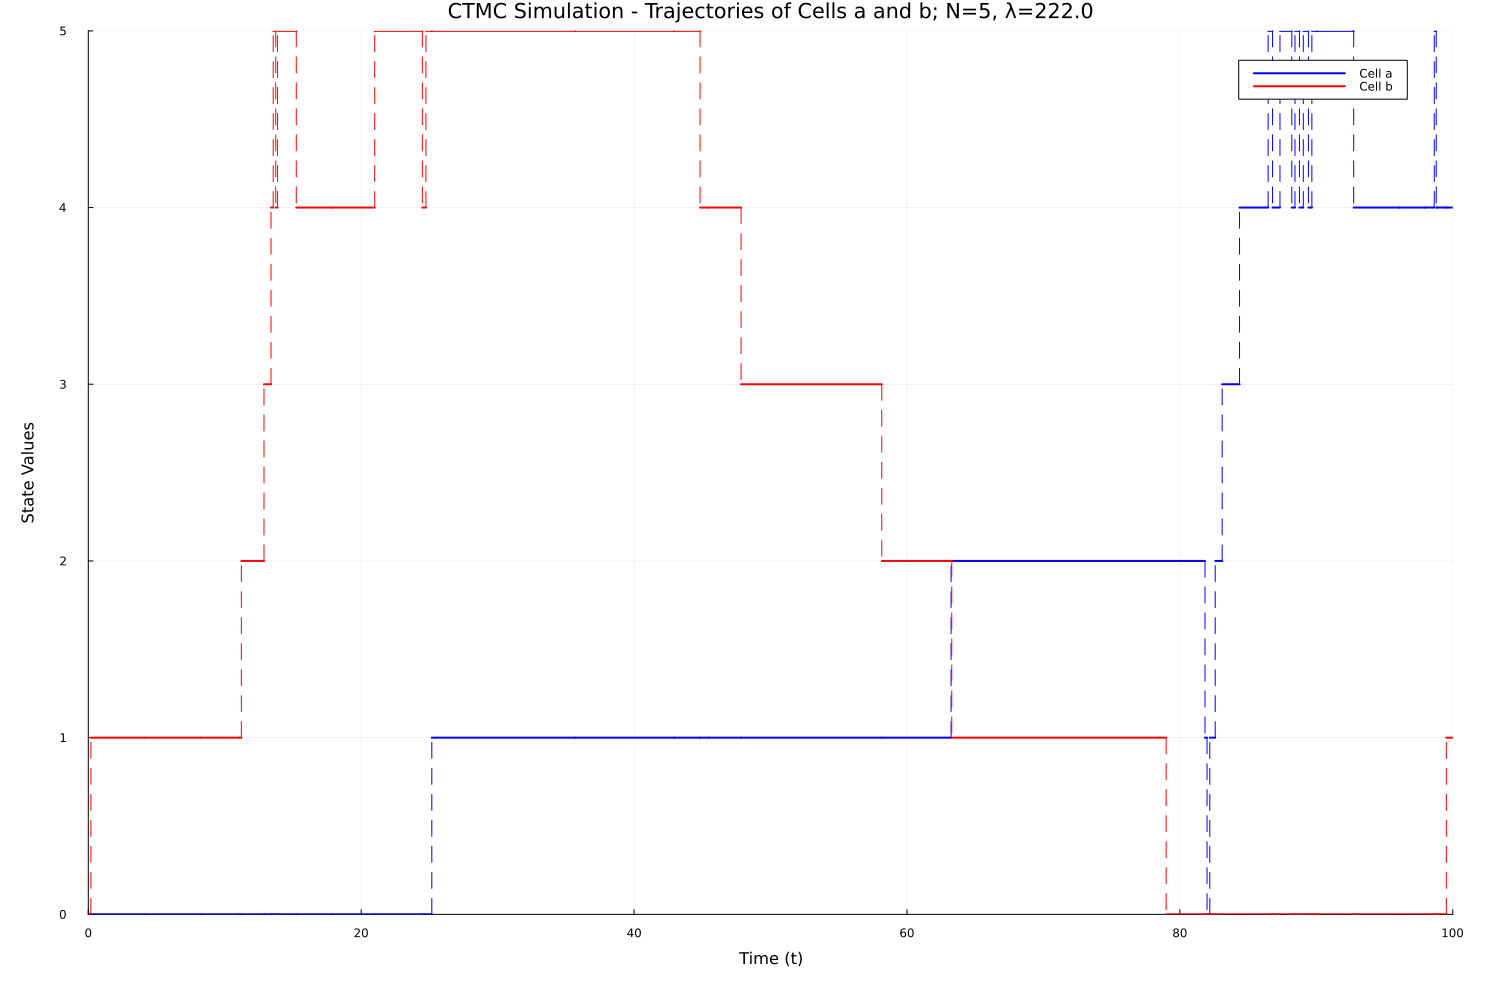 CTMC Simulation - Trajectories of Cells a and b; N=5, λ=222.0
5
Cell a
Cell b
4
3
State Values
2
1
0
0 20 40 60 80 100
Time (t)